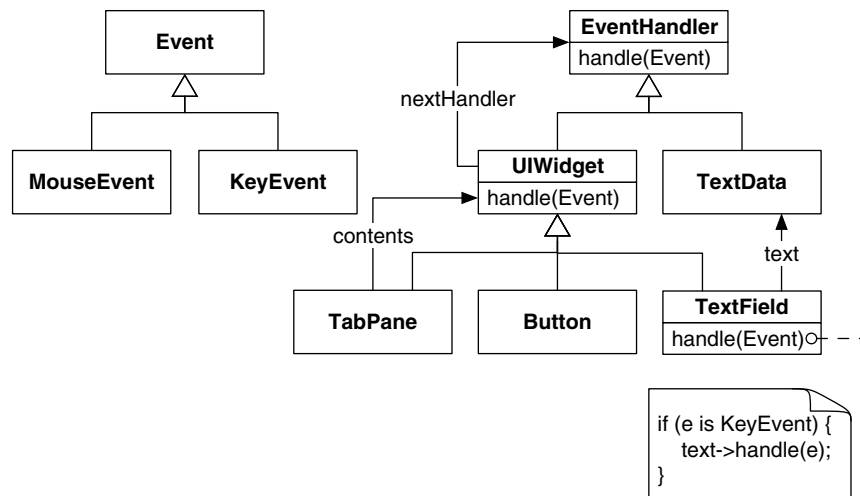 Event
EventHandler
handle(Event)
nextHandler
MouseEvent
KeyEvent
UIWidget
handle(Event)
TextData
contents
text
TabPane
Button
TextField
handle(Event)
if (e is KeyEvent) {
text->handle(e);
}